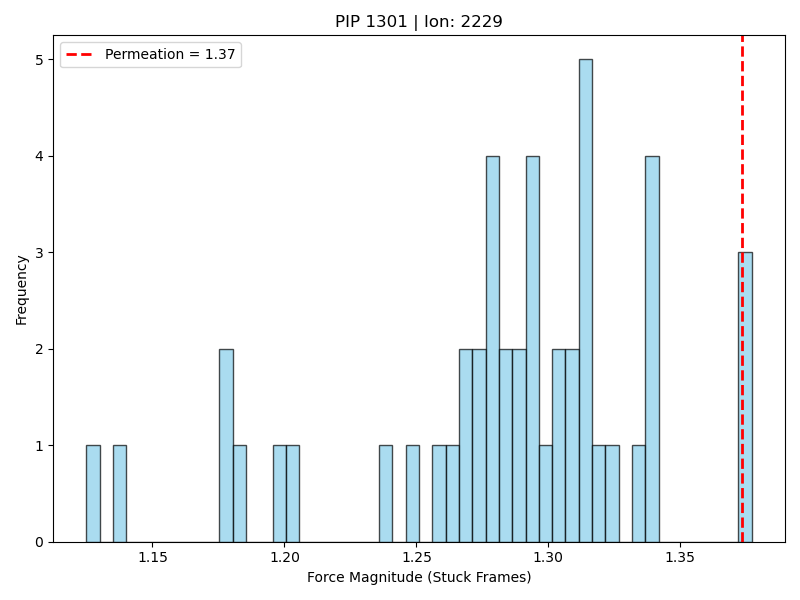 PIP 1301 | Ion: 2229
Permeation = 1.37
Frequency
5
4
3
2
1
0
1.15 1.20 1.25 1.30 1.35
Force Magnitude (Stuck Frames)